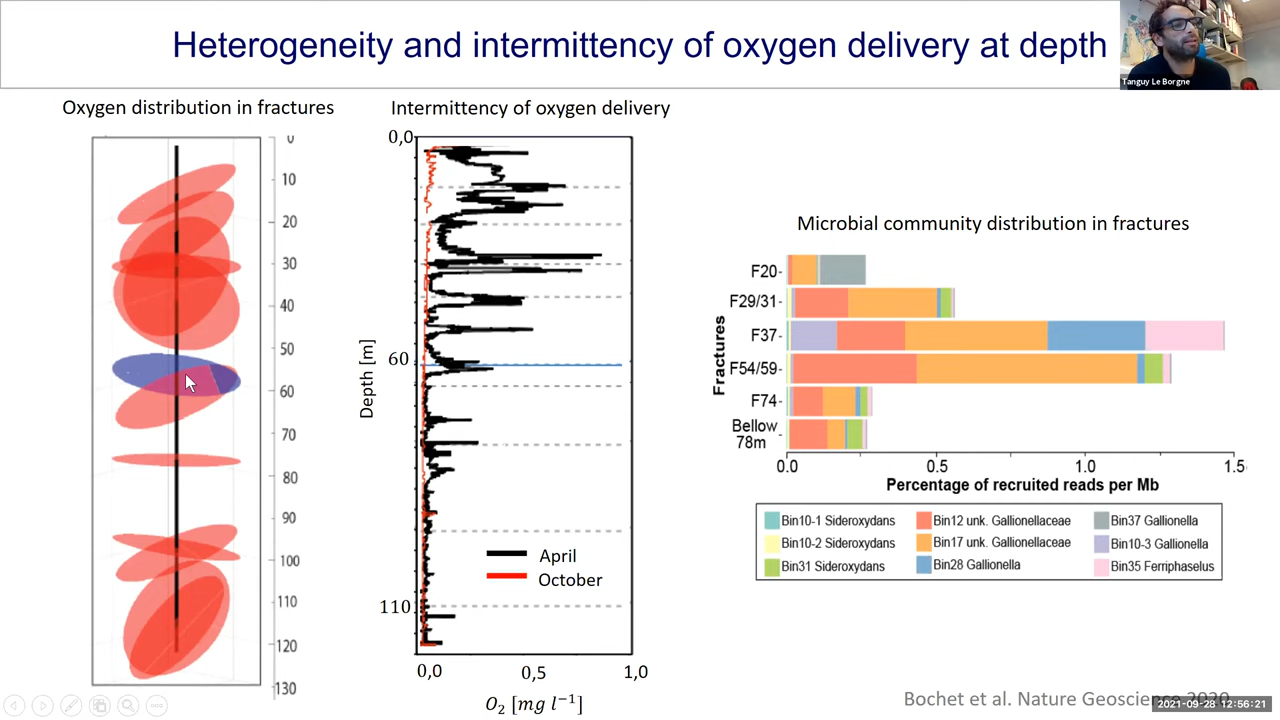 Heterogeneity and intermittency of oxygen delivery at depth
Tanguy Le Borgne
Oxygen distribution in fractures
0
10
20
30
40
50
60
70
80
90
100
110
120
130
Intermittency of oxygen delivery
0,0
60
110
Depth [m]
April
October
0,0 0,5 1,0
O₂ [mg l⁻¹]
Microbial community distribution in fractures
Fractures
F20
F29/31
F37
F54/59
F74
Bellow
78m
0.0 0.5 1.0 1.5
Percentage of recruited reads per Mb
Bin10-1 Sideroxydans Bin12 unk. Gallionellaceae Bin37 Gallionella
Bin10-2 Sideroxydans Bin17 unk. Gallionellaceae Bin10-3 Gallionella
Bin31 Sideroxydans Bin28 Gallionella Bin35 Ferriphaselus
Bochet et al. Nature Geoscience 2020
2021-09-28 12:56:21